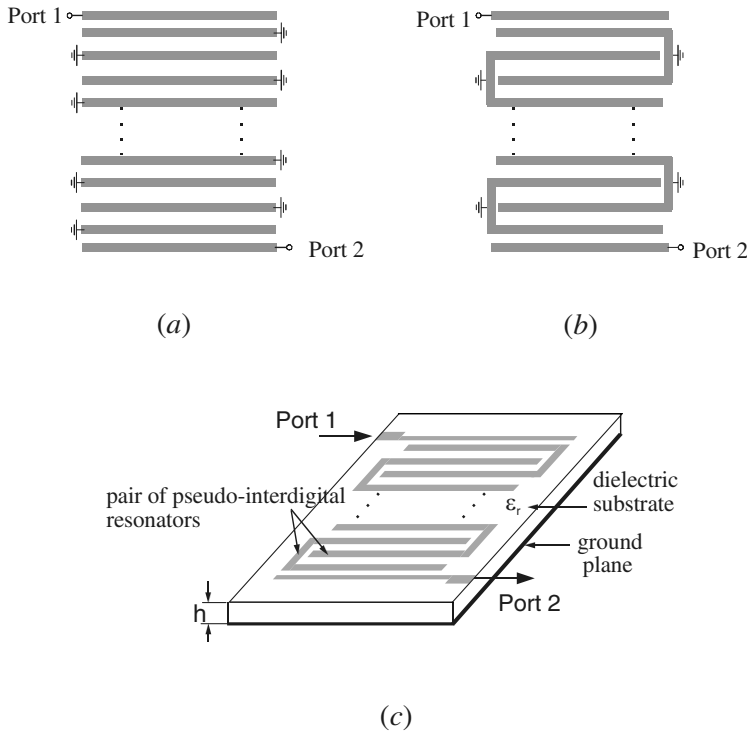 Port 1
Port 1
Port 2
Port 2
(a)
(b)
Port 1
pair of pseudo-interdigital
resonators
εr
dielectric
substrate
ground
plane
h
Port 2
(c)